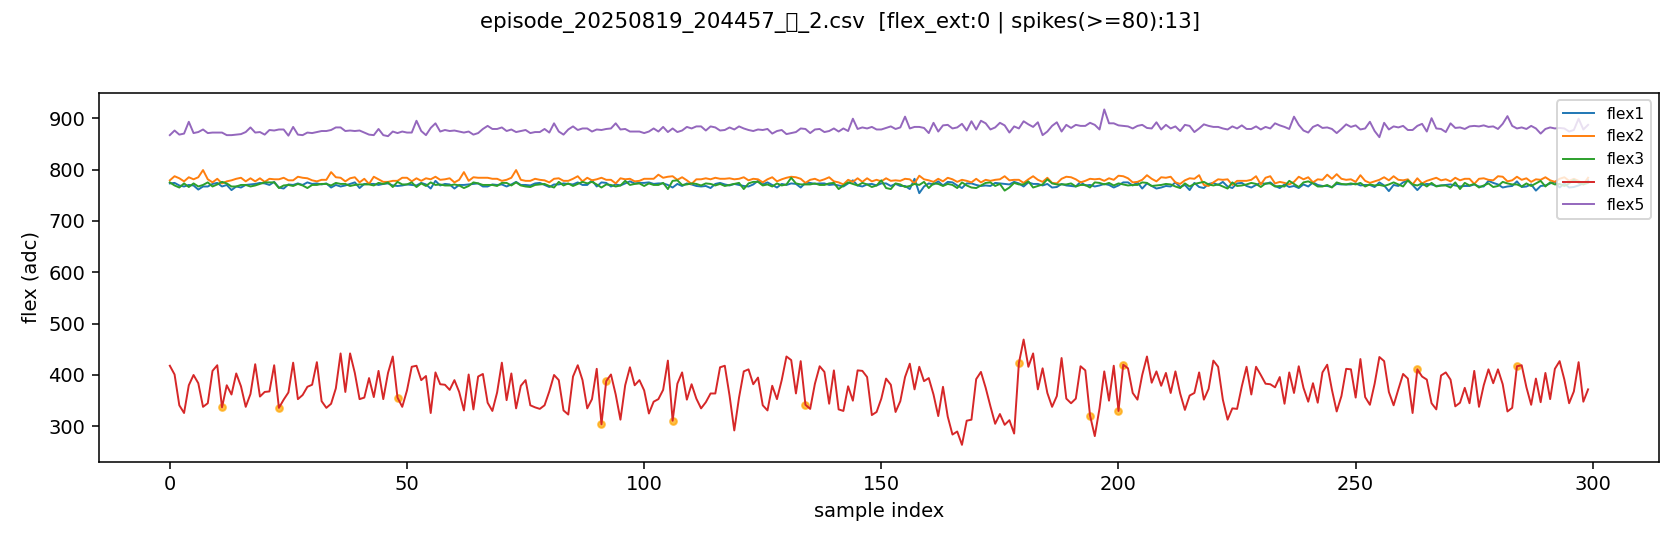 episode_20250819_204457_▯_2.csv  [flex_ext:0 | spikes(>=80):13]
900
800
700
600
500
400
300
flex (adc)
flex1
flex2
flex3
flex4
flex5
0
50
100
150
200
250
300
sample index